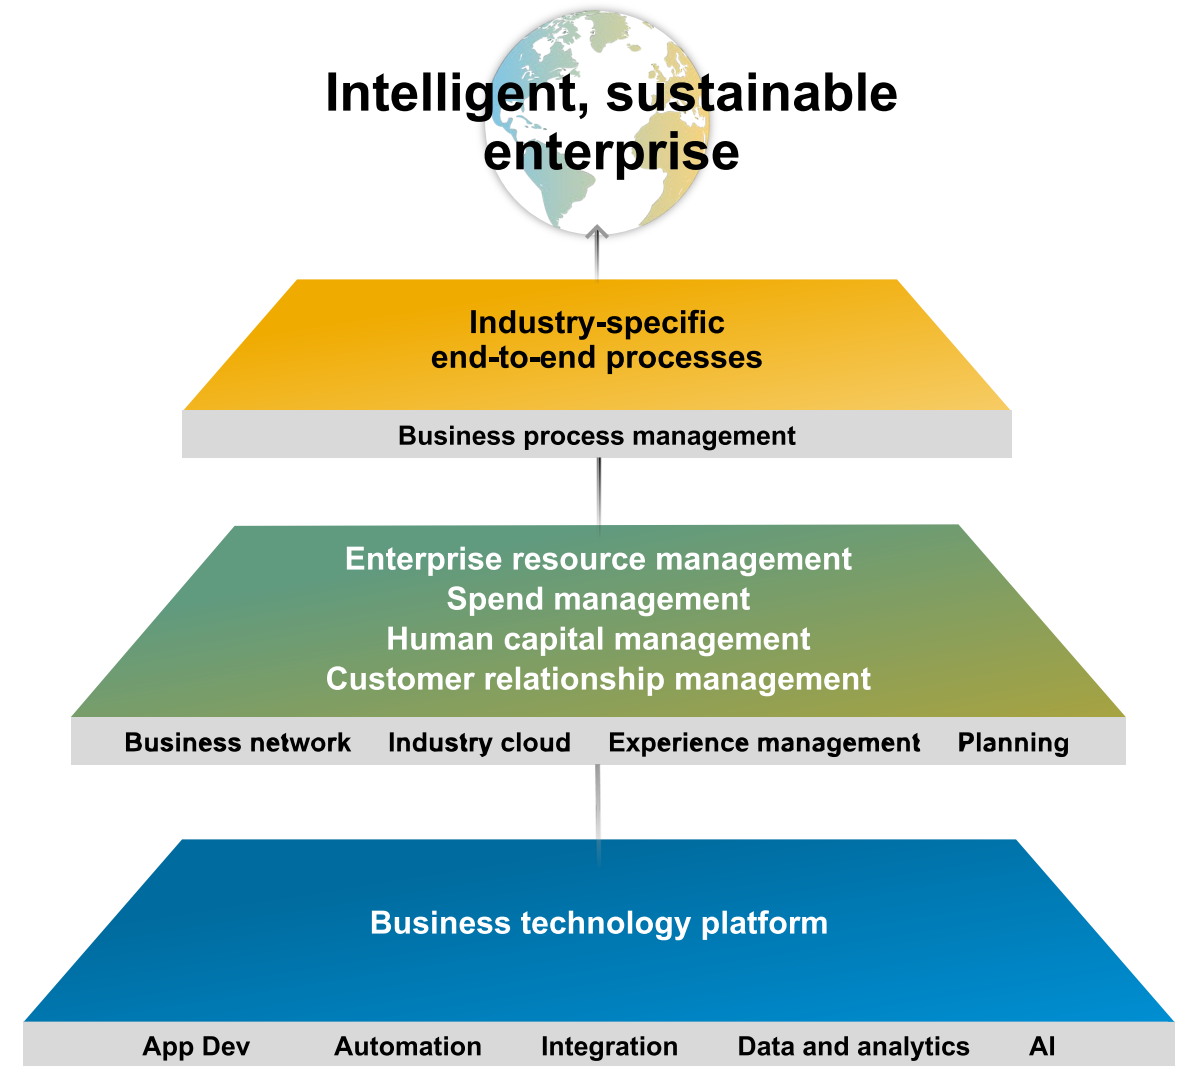 Intelligent, sustainable
enterprise
Industry-specific
end-to-end processes
Business process management
Enterprise resource management
Spend management
Human capital management
Customer relationship management
Business network Industry cloud Experience management Planning
Business technology platform
App Dev Automation Integration Data and analytics AI